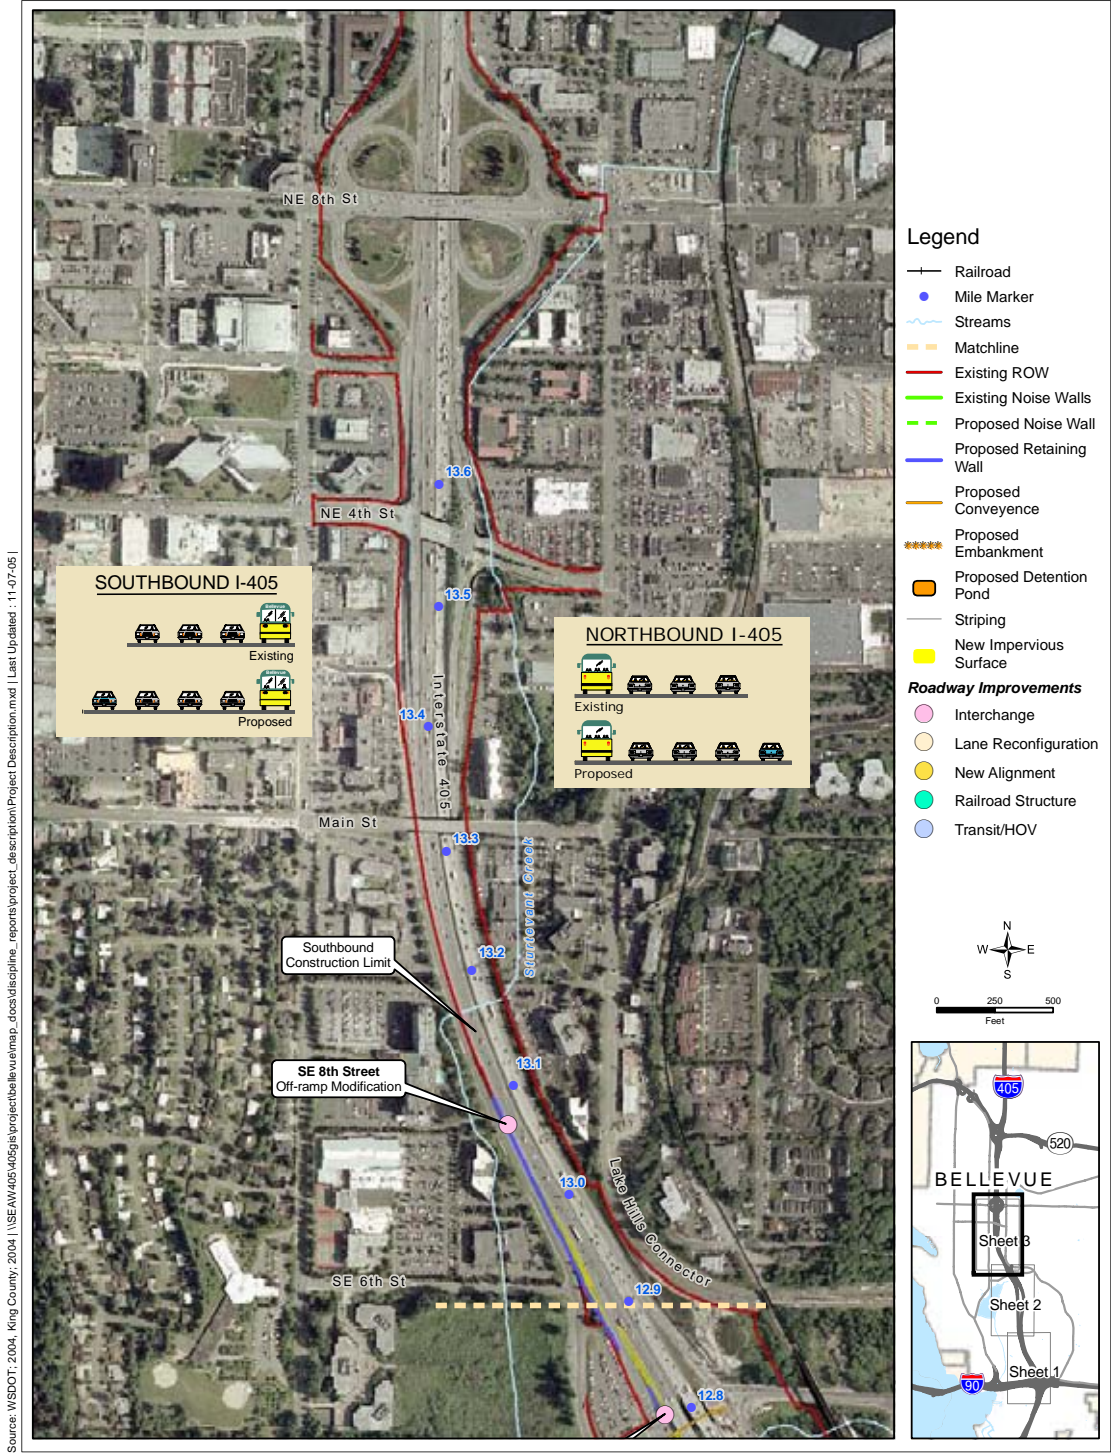 NE 8th St
13.6
NE 4th St
SOUTHBOUND I-405
Bellevue
Existing
Bellevue
Proposed
13.5
NORTHBOUND I-405
Existing
Proposed
Interstate 405
13.4
Main St
13.3
Sturtevant Creek
Southbound
Construction Limit
13.2
SE 8th Street
Off-ramp Modification
13.1
13.0
Lake Hills Connector
SE 6th St
12.9
12.8
Legend
Railroad
Mile Marker
Streams
Matchline
Existing ROW
Existing Noise Walls
Proposed Noise Wall
Proposed Retaining
Wall
Proposed
Conveyence
Proposed
Embankment
Proposed Detention
Pond
Striping
New Impervious
Surface
Roadway Improvements
Interchange
Lane Reconfiguration
New Alignment
Railroad Structure
Transit/HOV
N
W E
S
0 250 500
Feet
405
520
BELLEVUE
Sheet 3
Sheet 2
Sheet 1
90
Source: WSDOT; 2004, King County; 2004 | \\SEAW405\405gis\project\bellevue\map_docs\discipline_reports\project_description\Project Description.mxd | Last Updated : 11-07-05 |